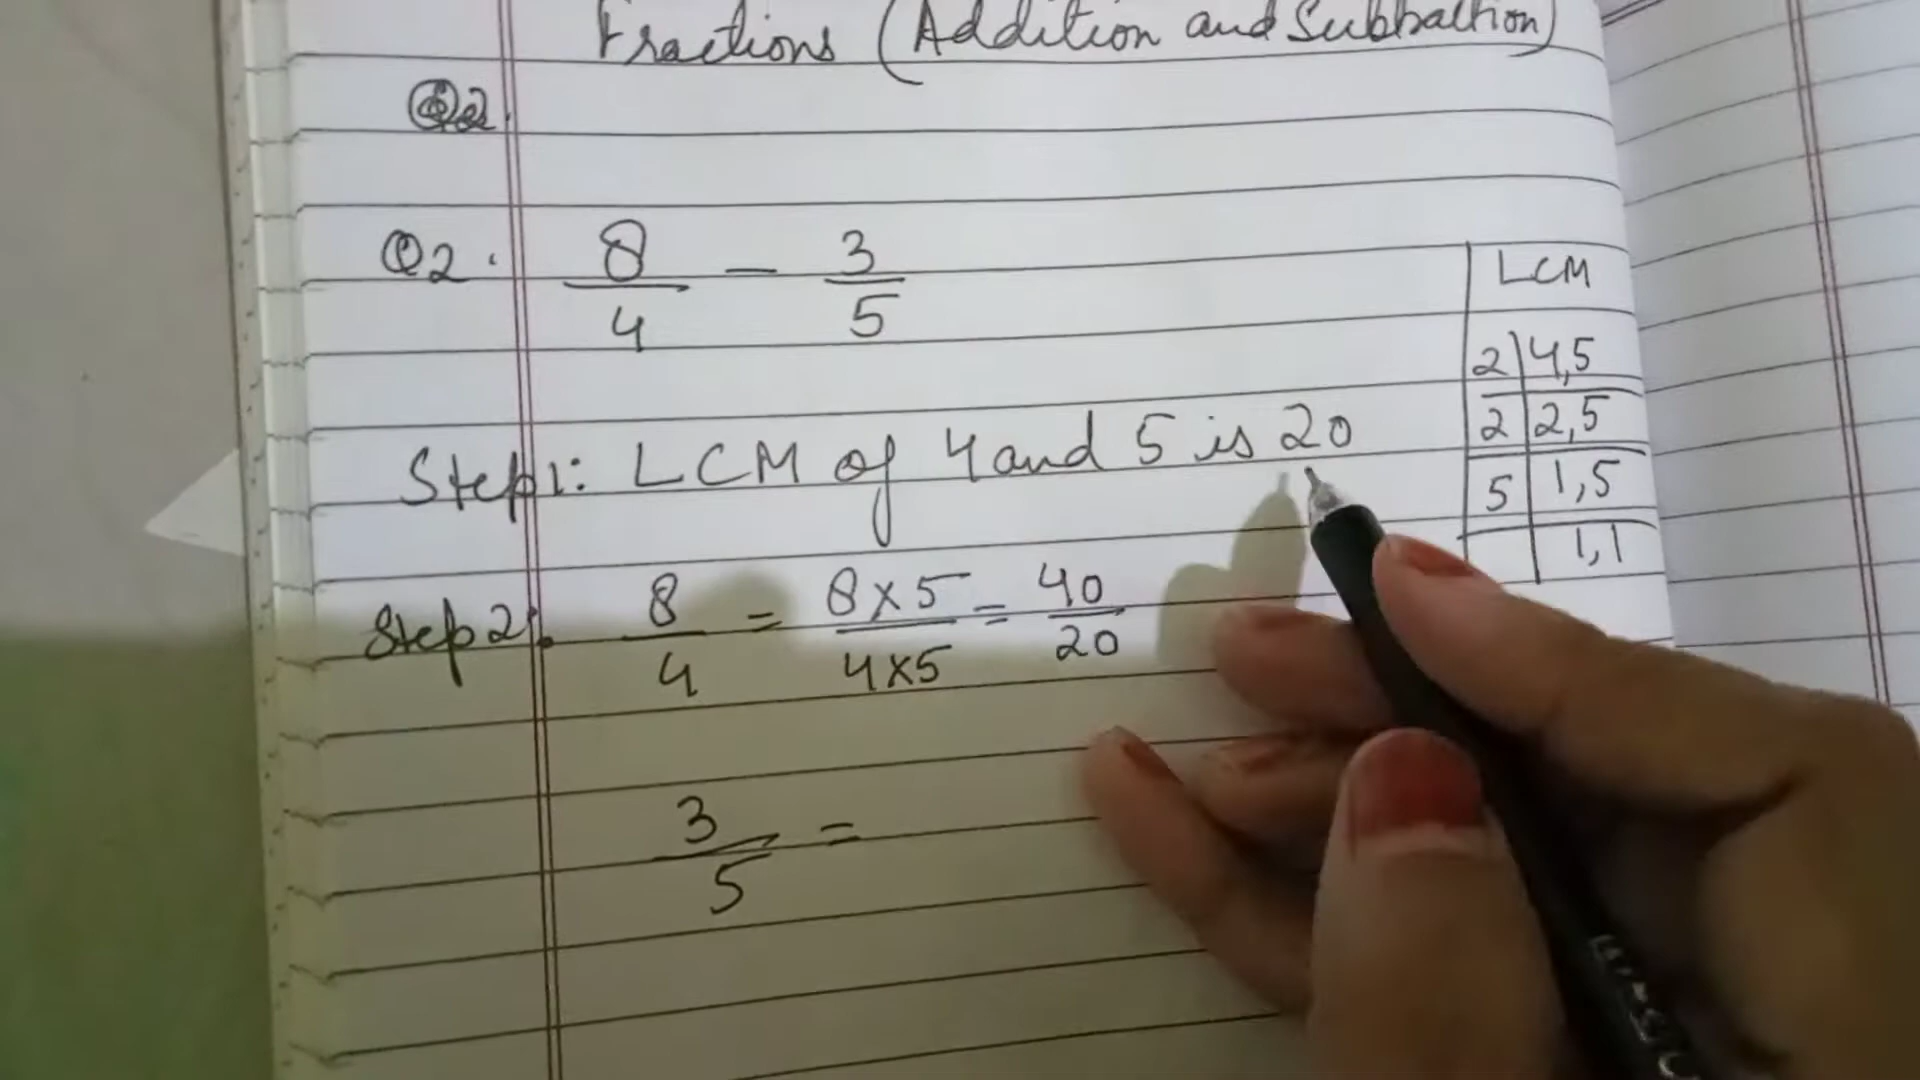 Fractions (Addition and Subtraction)
Q2.
Q2. 8/4 - 3/5
LCM
2 | 4,5
2 | 2,5
5 | 1,5
1,1
Step1: LCM of 4 and 5 is 20
Step 2: 8/4 = 8×5/4×5 = 40/20
3/5 =